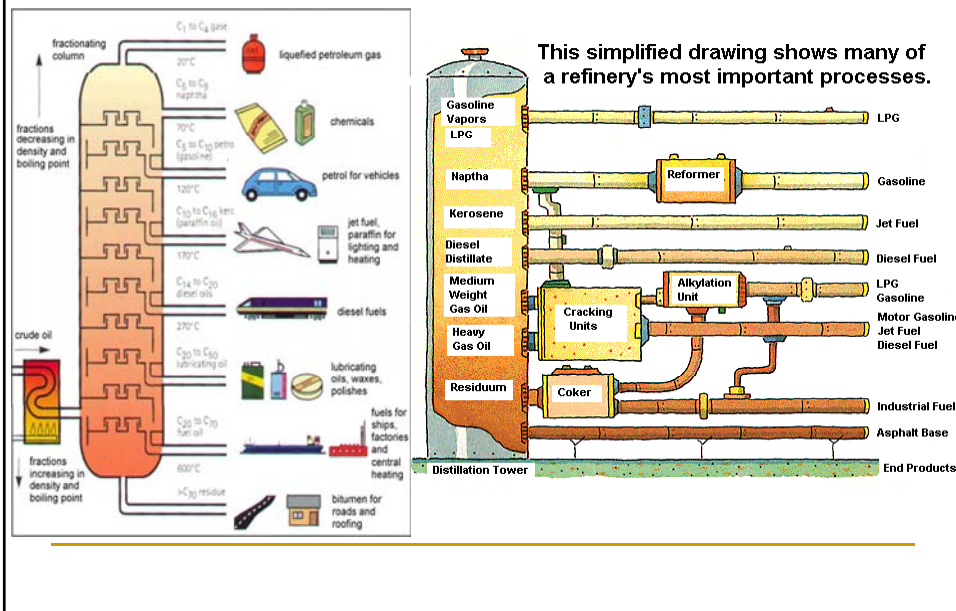 fractionating
column
C1 to C4 gase
liquefied petroleum gas
20°C
C5 to C9
naphtha
chemicals
fractions
decreasing in
density and
boiling point
70°C
C5 to C10 petro
(gasoline)
petrol for vehicles
120°C
C10 to C16 kero
(paraffin oil)
jet fuel,
paraffin for
lighting and
heating
170°C
C14 to C20
diesel oils
diesel fuels
270°C
crude oil
C20 to C50
lubricating oil
lubricating
oils, waxes,
polishes
C20 to C70
fuel oil
fuels for
ships,
factories
and
central
heating
600°C
fractions
increasing in
density and
boiling point
>C70 residue
bitumen for
roads and
roofing
This simplified drawing shows many of
a refinery's most important processes.
Gasoline
Vapors
LPG
LPG
Naptha
Reformer
Gasoline
Kerosene
Jet Fuel
Diesel
Distillate
Diesel Fuel
Medium
Weight
Gas Oil
Cracking
Units
Alkylation
Unit
LPG
Gasoline
Heavy
Gas Oil
Motor Gasolin
Jet Fuel
Diesel Fuel
Residuum
Coker
Industrial Fuel
Asphalt Base
Distillation Tower
End Products